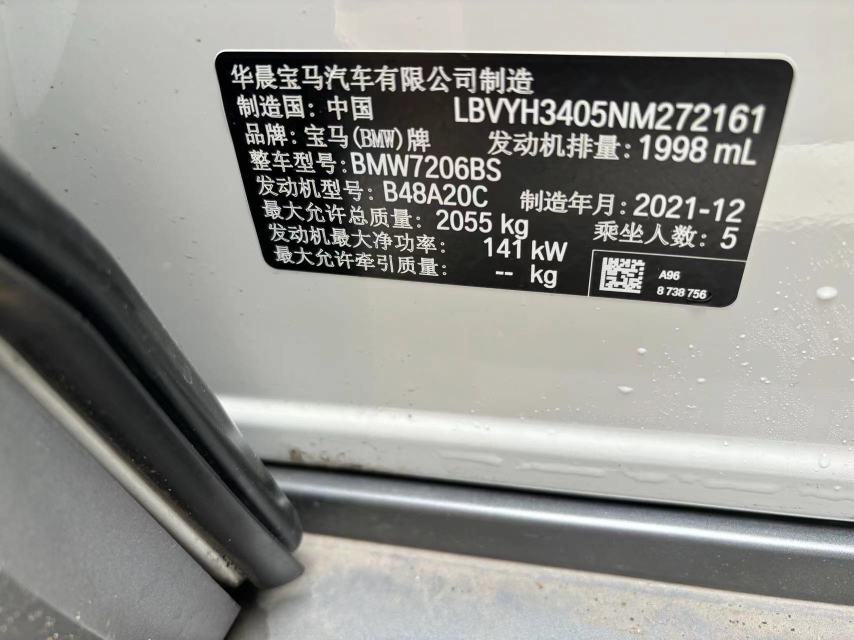 华晨宝马汽车有限公司制造
制造国：中国 LBVYH3405NM272161
品牌：宝马(BMW)牌 发动机排量：1998 mL
整车型号：BMW7206BS
发动机型号：B48A20C 制造年月：2021-12
最大允许总质量：2055 kg 乘坐人数：5
发动机最大净功率：141 kW
最大允许牵引质量：-- kg
A96
8 738 756